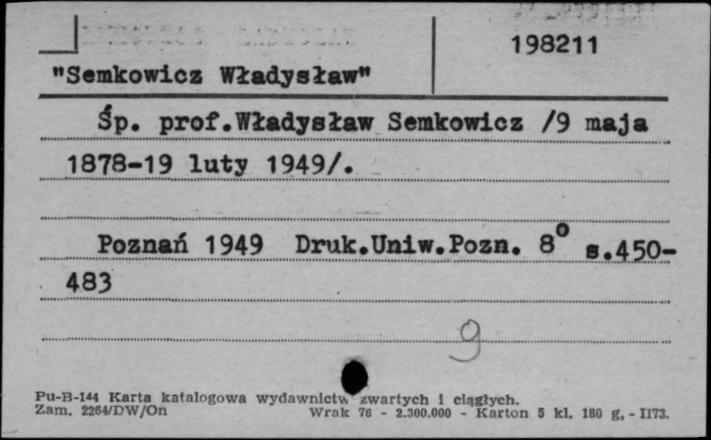 198211
"Semkowicz Władysław"
Śp. prof.Władysław Semkowicz /9 maja
1878-19 luty 1949/.
Poznań 1949 Druk.Uniw.Pozn. 8° s.450-
483
9
Pu-B-144 Karta katalogowa wydawnictw zwartych i ciągłych.
Zam. 2264/DW/On Wrak 76 - 2.300.000 - Karton 5 kl. 180 g. - II73.